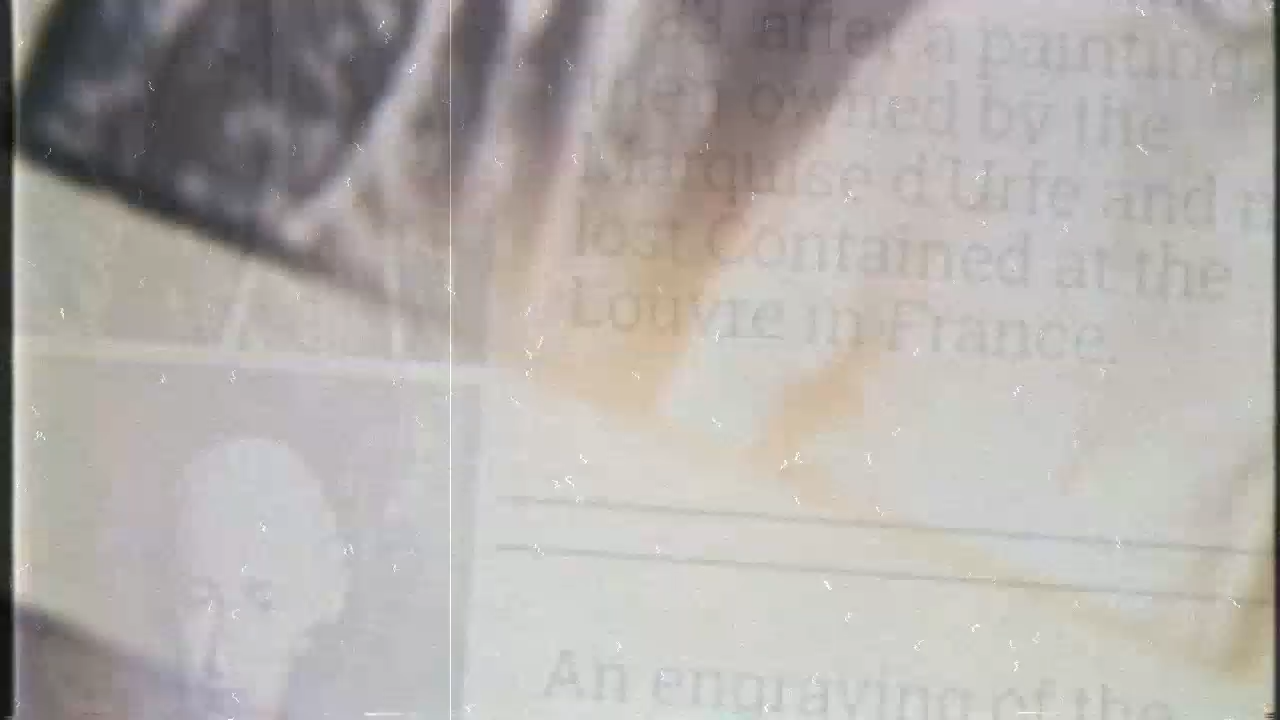 after a painting
then owned by the
Marquise d'Urfe and
lost Contained at the
Louvre in France.
An engraving of the